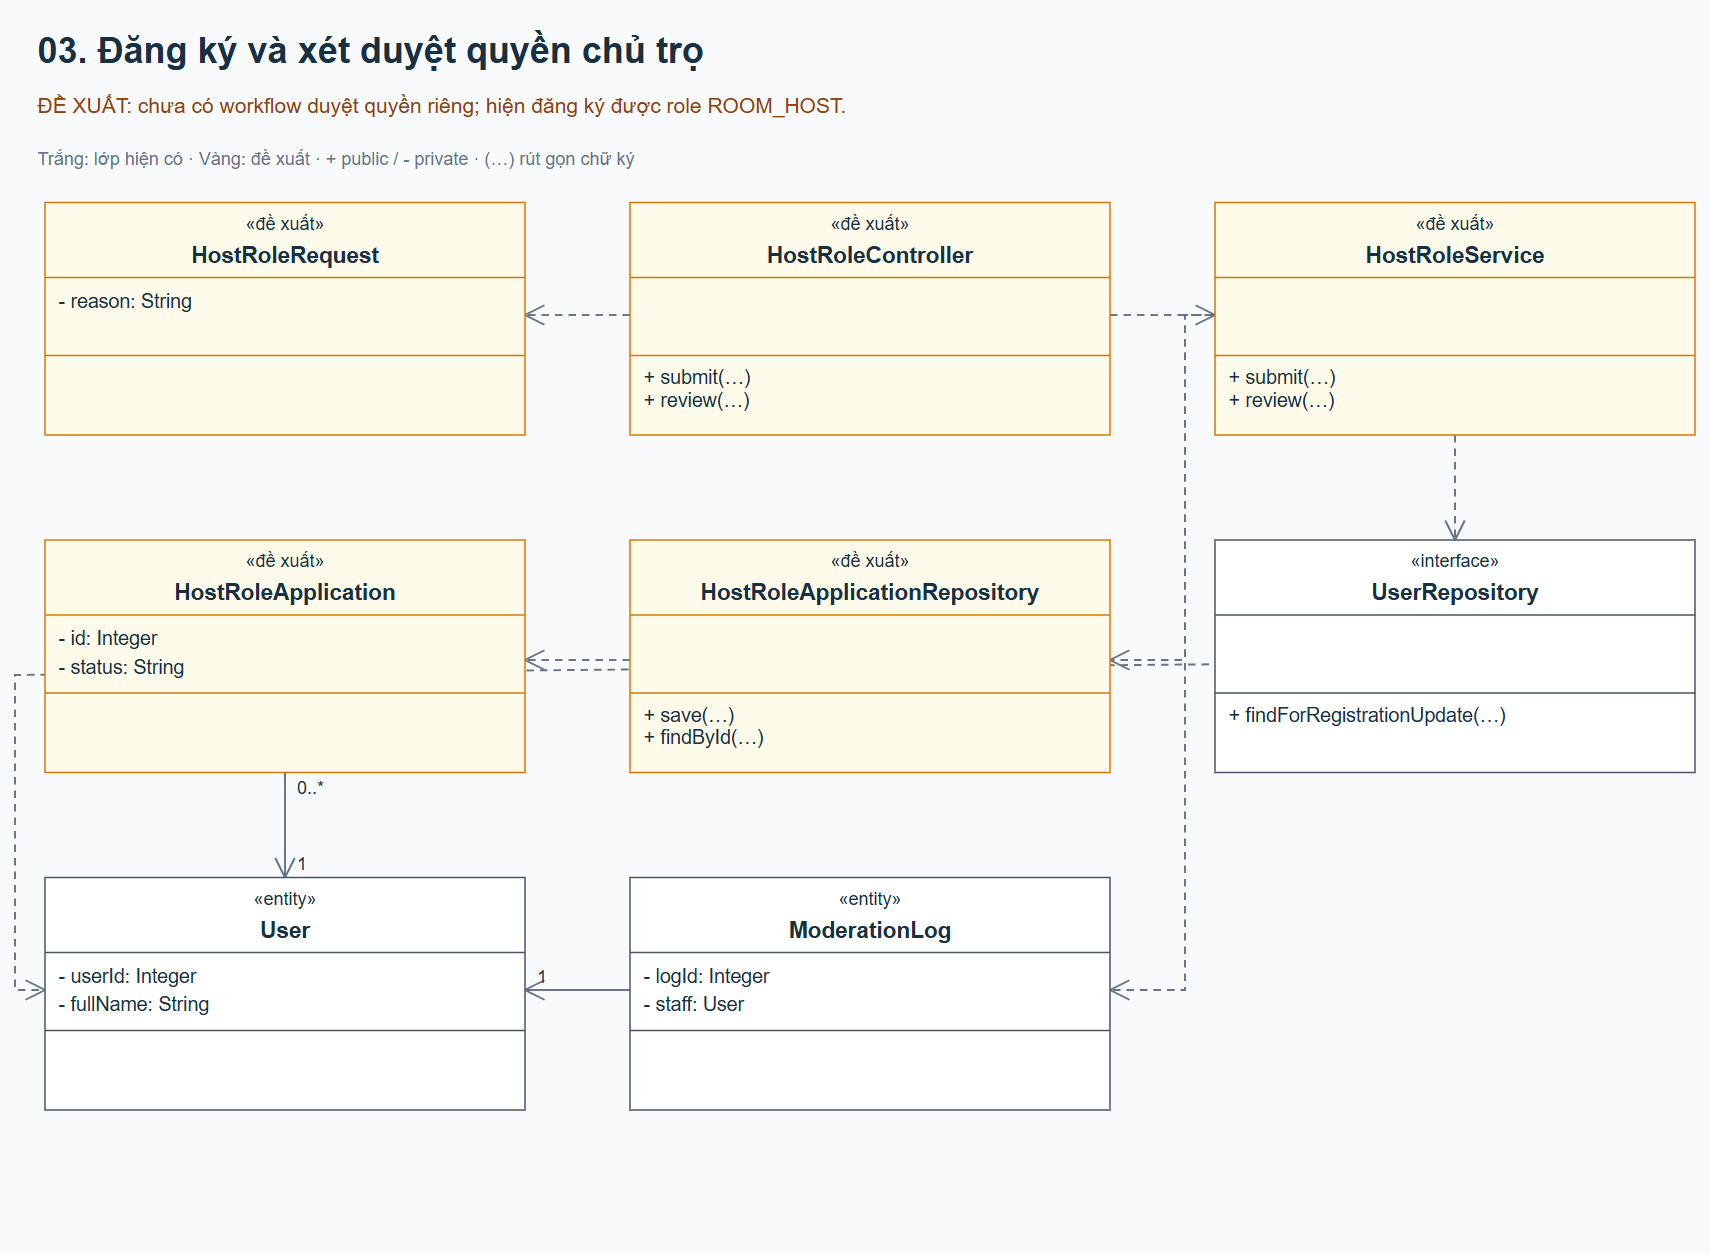 03. Đăng ký và xét duyệt quyền chủ trọ
ĐỀ XUẤT: chưa có workflow duyệt quyền riêng; hiện đăng ký được role ROOM_HOST.
Trắng: lớp hiện có · Vàng: đề xuất · + public / - private · (…) rút gọn chữ ký
«đề xuất»
HostRoleRequest
- reason: String
«đề xuất»
HostRoleController
+ submit(…)
+ review(…)
«đề xuất»
HostRoleService
+ submit(…)
+ review(…)
«đề xuất»
HostRoleApplication
- id: Integer
- status: String
«đề xuất»
HostRoleApplicationRepository
+ save(…)
+ findById(…)
«interface»
UserRepository
+ findForRegistrationUpdate(…)
0..*
1
«entity»
User
- userId: Integer
- fullName: String
1
«entity»
ModerationLog
- logId: Integer
- staff: User